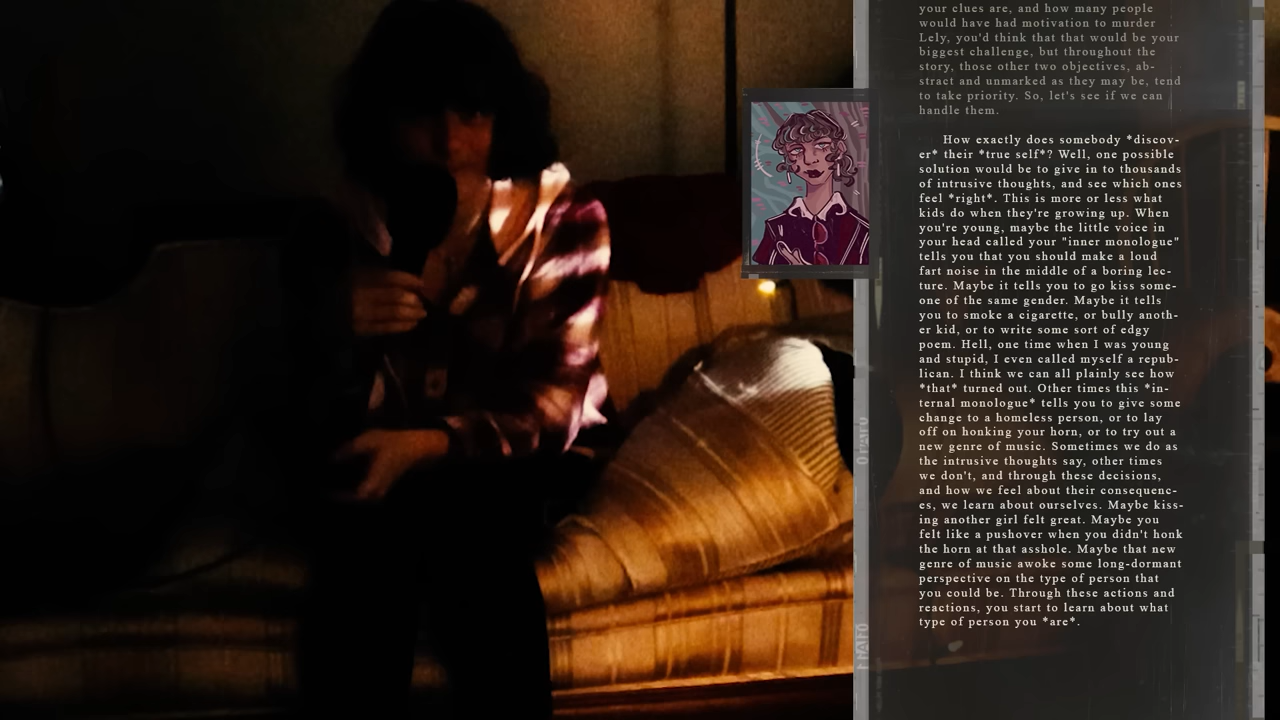 your clues are, and how many people
would have had motivation to murder
Lely, you'd think that that would be your
biggest challenge, but throughout the
story, those other two objectives, ab-
stract and unmarked as they may be, tend
to take priority. So, let's see if we can
handle them.
How exactly does somebody *discov-
er* their *true self*? Well, one possible
solution would be to give in to thousands
of intrusive thoughts, and see which ones
feel *right*. This is more or less what
kids do when they're growing up. When
you're young, maybe the little voice in
your head called your "inner monologue"
tells you that you should make a loud
fart noise in the middle of a boring lec-
ture. Maybe it tells you to go kiss some-
one of the same gender. Maybe it tells
you to smoke a cigarette, or bully anoth-
er kid, or to write some sort of edgy
poem. Hell, one time when I was young
and stupid, I even called myself a repub-
lican. I think we can all plainly see how
*that* turned out. Other times this *in-
ternal monologue* tells you to give some
change to a homeless person, or to lay
off on honking your horn, or to try out a
new genre of music. Sometimes we do as
the intrusive thoughts say, other times
we don't, and through these decisions,
and how we feel about their consequenc-
es, we learn about ourselves. Maybe kiss-
ing another girl felt great. Maybe you
felt like a pushover when you didn't honk
the horn at that asshole. Maybe that new
genre of music awoke some long-dormant
perspective on the type of person that
you could be. Through these actions and
reactions, you start to learn about what
type of person you *are*.